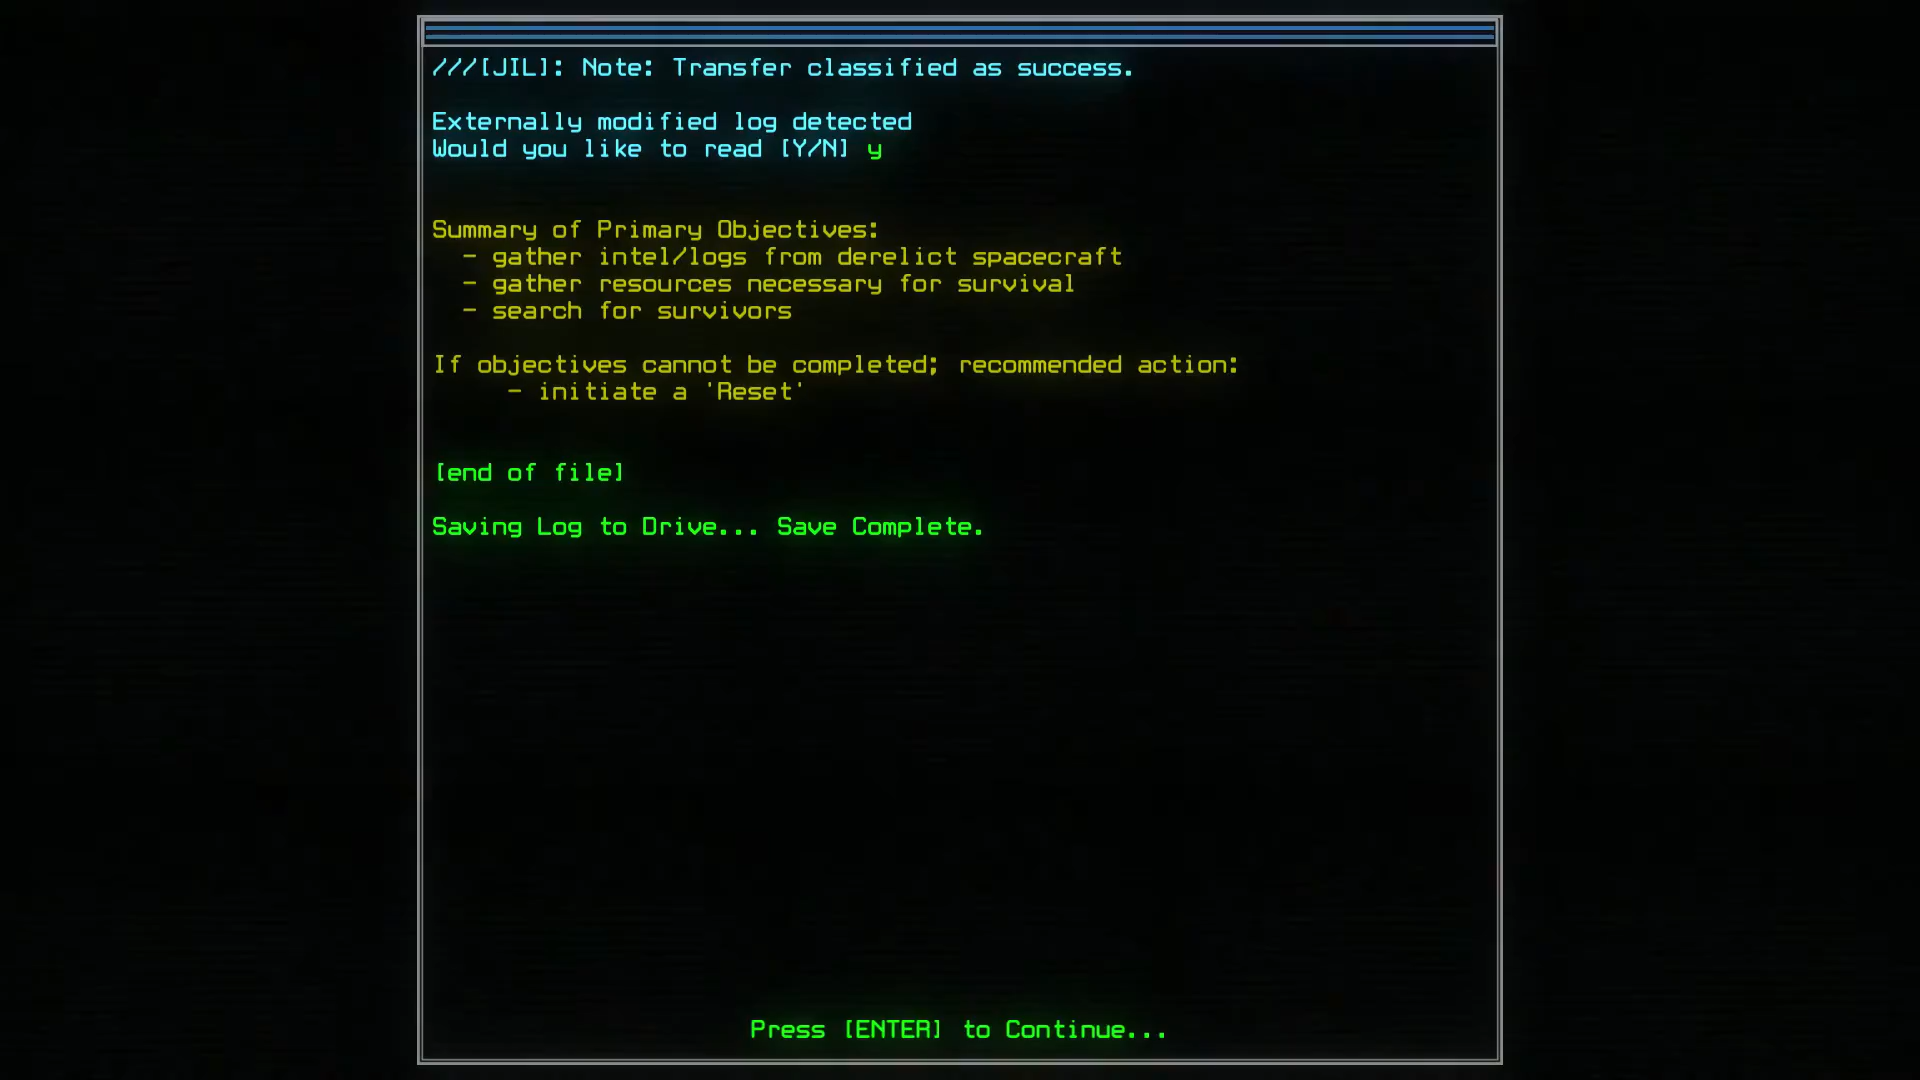 ///[JIL]: Note: Transfer classified as success.
Externally modified log detected
Would you like to read [Y/N] y
Summary of Primary Objectives:
- gather intel/logs from derelict spacecraft
- gather resources necessary for survival
- search for survivors
If objectives cannot be completed; recommended action:
- initiate a 'Reset'
[end of file]
Saving Log to Drive... Save Complete.
Press [ENTER] to Continue...